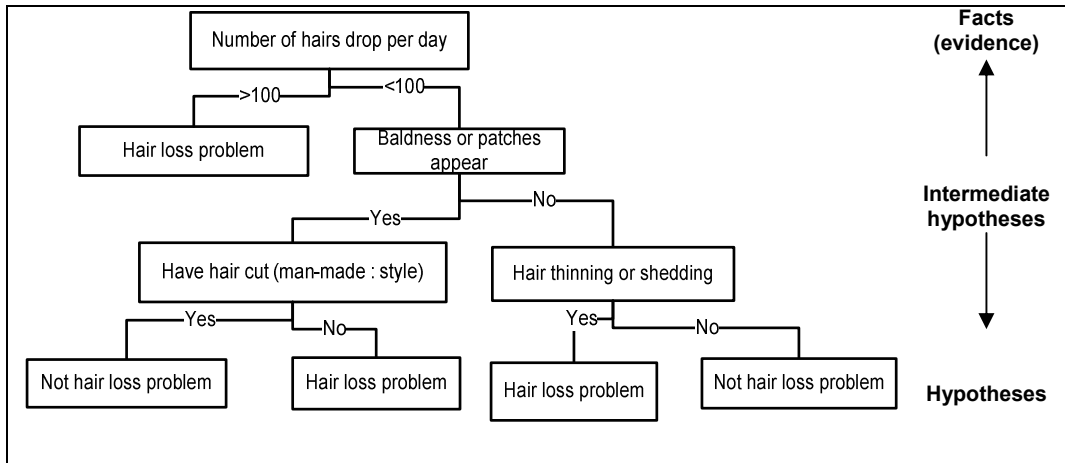 Number of hairs drop per day
Facts
(evidence)
>100
<100
Hair loss problem
Baldness or patches
appear
Intermediate
hypotheses
Yes
No
Have hair cut (man-made : style)
Hair thinning or shedding
Yes
No
Yes
No
Not hair loss problem
Hair loss problem
Hair loss problem
Not hair loss problem
Hypotheses